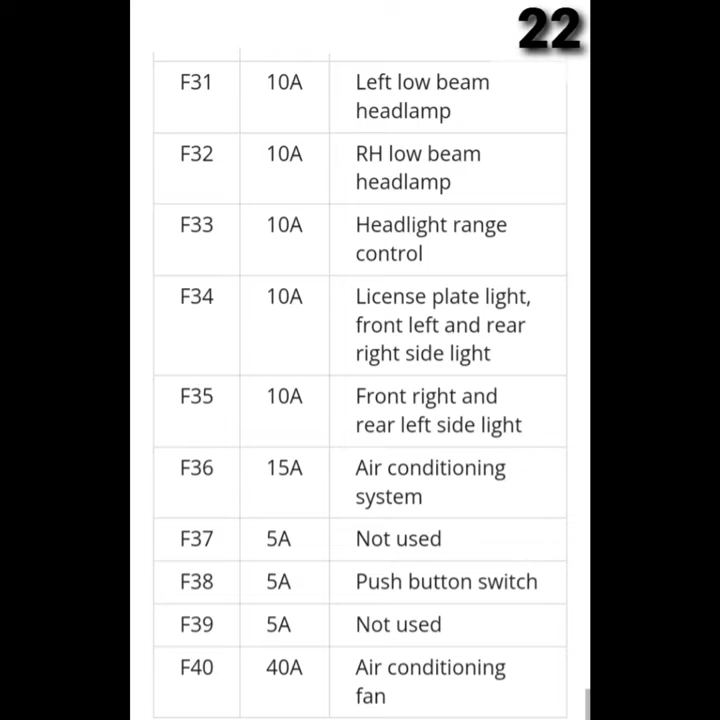 22
F31 10A Left low beam
headlamp
F32 10A RH low beam
headlamp
F33 10A Headlight range
control
F34 10A License plate light,
front left and rear
right side light
F35 10A Front right and
rear left side light
F36 15A Air conditioning
system
F37 5A Not used
F38 5A Push button switch
F39 5A Not used
F40 40A Air conditioning
fan